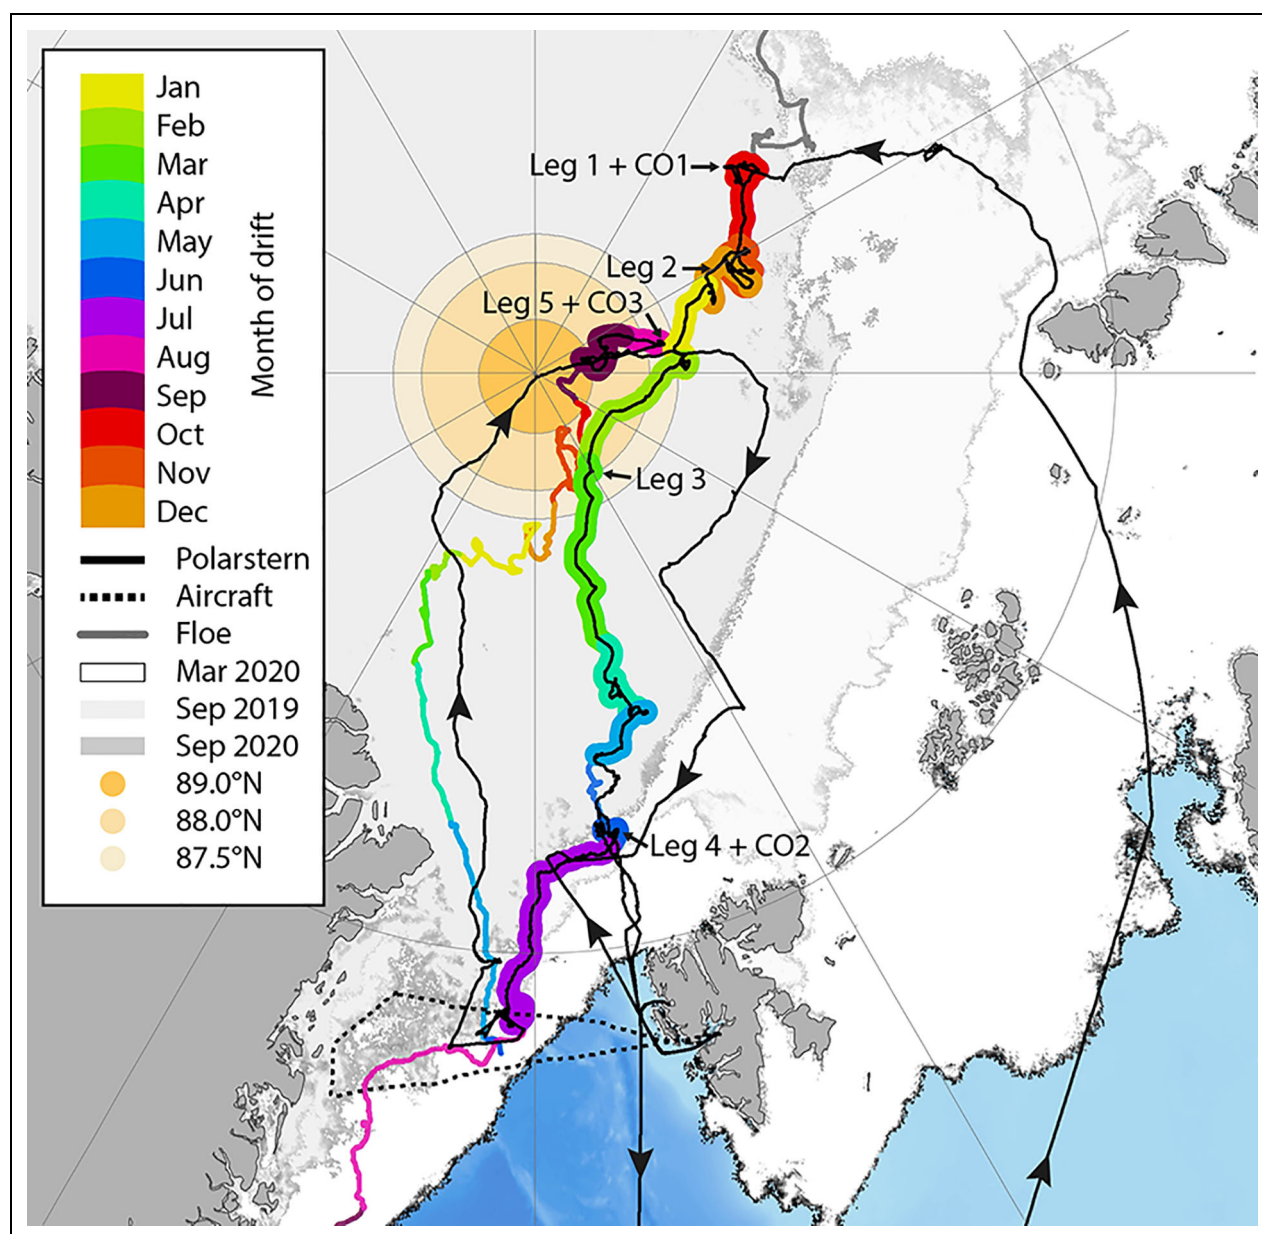 Jan
Feb
Mar
Apr
May
Jun
Jul
Aug
Sep
Oct
Nov
Dec
Month of drift
Polarstern
Aircraft
Floe
Mar 2020
Sep 2019
Sep 2020
89.0°N
88.0°N
87.5°N
Leg 1 + CO1
Leg 2
Leg 5 + CO3
Leg 3
Leg 4 + CO2